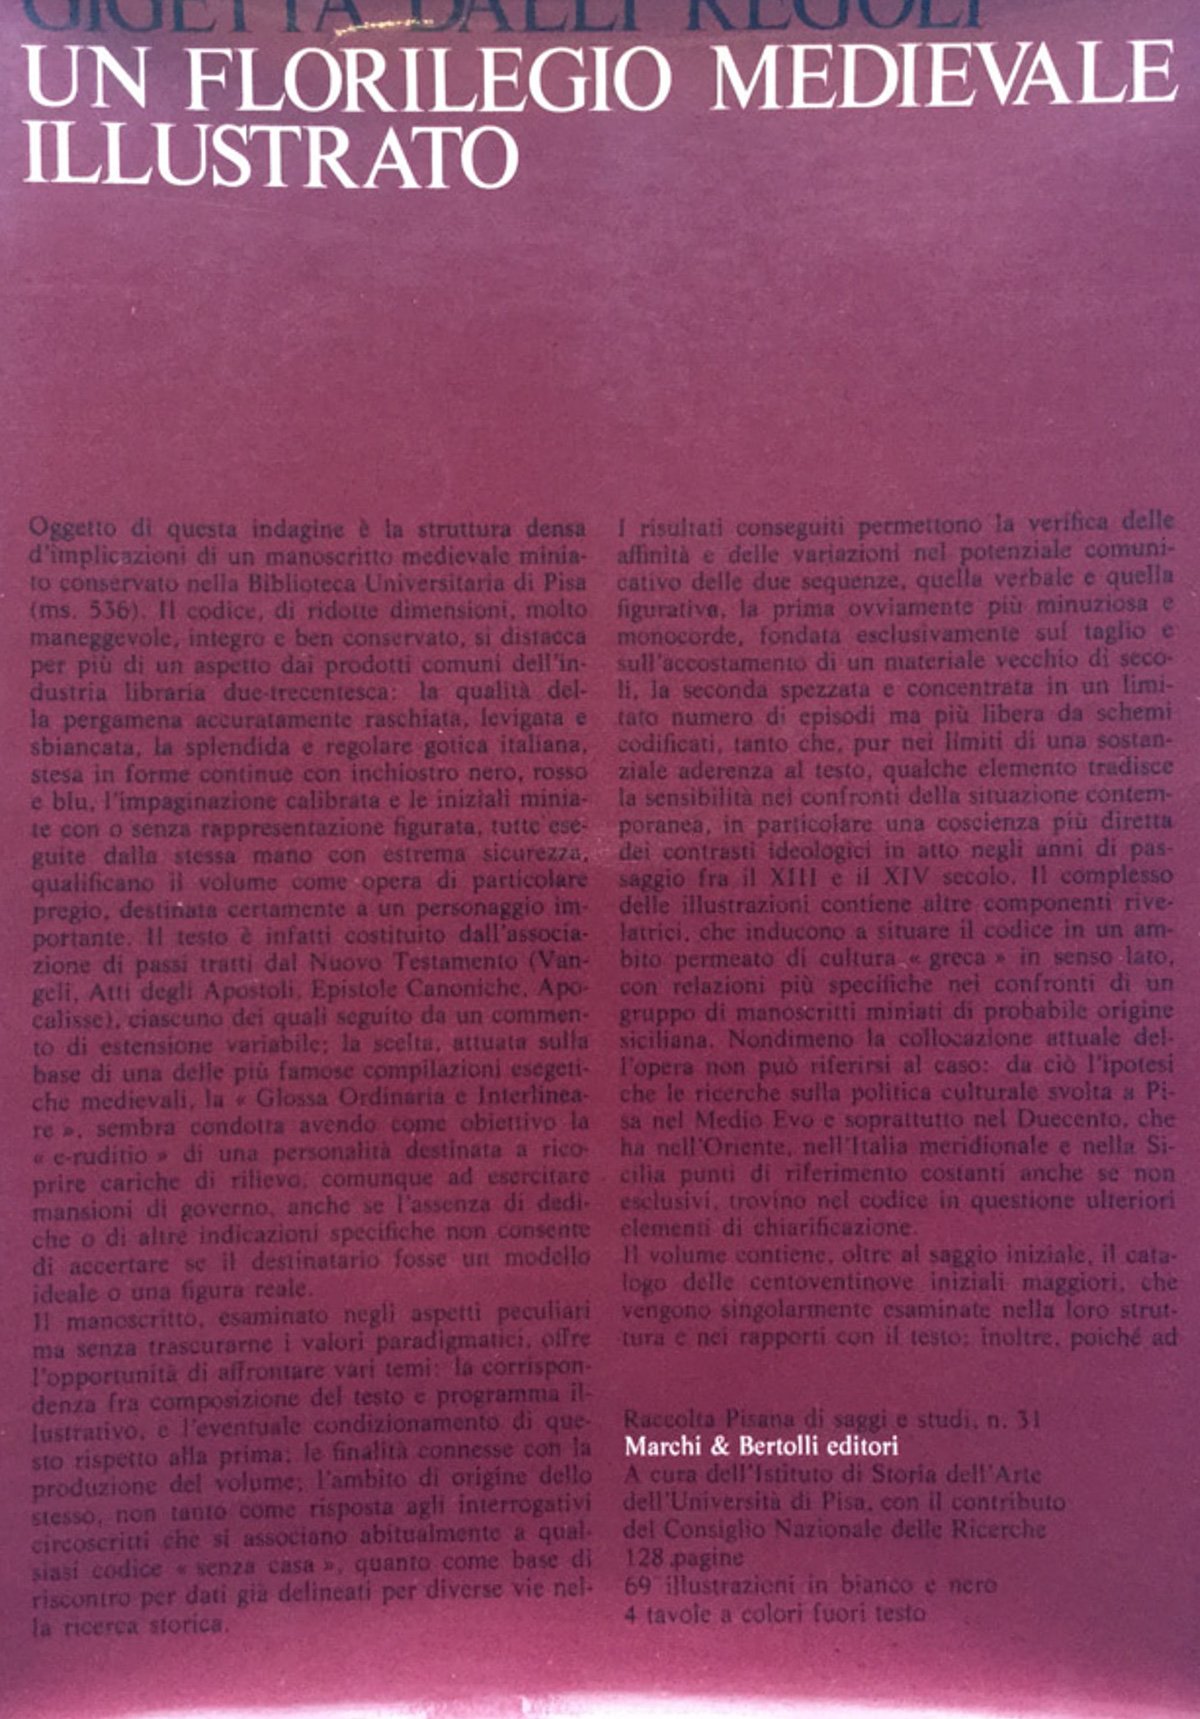 GIGETTA DALLI REGOLI
UN FLORILEGIO MEDIEVALE
ILLUSTRATO
Oggetto di questa indagine è la struttura densa
d'implicazioni di un manoscritto medievale minia-
to conservato nella Biblioteca Universitaria di Pisa
(ms. 536). Il codice, di ridotte dimensioni, molto
maneggevole, integro e ben conservato, si distacca
per più di un aspetto dai prodotti comuni dell'in-
dustria libraria due-trecentesca: la qualità del-
la pergamena accuratamente raschiata, levigata e
sbiancata, la splendida e regolare gotica italiana,
stesa in forme continue con inchiostro nero, rosso
e blu, l'impaginazione calibrata e le iniziali minia-
te con o senza rappresentazione figurata, tutte ese-
guite dalla stessa mano con estrema sicurezza,
qualificano il volume come opera di particolare
pregio, destinata certamente a un personaggio im-
portante. Il testo è infatti costituito dall'associa-
zione di passi tratti dal Nuovo Testamento (Van-
geli, Atti degli Apostoli, Epistole Canoniche, Apo-
calisse), ciascuno dei quali seguito da un commen-
to di estensione variabile; la scelta, attuata sulla
base di una delle più famose compilazioni esegeti-
che medievali, la « Glossa Ordinaria e Interlinea-
re », sembra condotta avendo come obiettivo la
« e-ruditio » di una personalità destinata a rico-
prire cariche di rilievo, comunque ad esercitare
mansioni di governo, anche se l'assenza di dedi-
che o di altre indicazioni specifiche non consente
di accertare se il destinatario fosse un modello
ideale o una figura reale.
Il manoscritto, esaminato negli aspetti peculiari
ma senza trascurarne i valori paradigmatici, offre
l'opportunità di affrontare vari temi: la corrispon-
denza fra composizione del testo e programma il-
lustrativo, e l'eventuale condizionamento di que-
sto rispetto alla prima; le finalità connesse con la
produzione del volume; l'ambito di origine dello
stesso, non tanto come risposta agli interrogativi
circoscritti che si associano abitualmente a qual-
siasi codice « senza casa », quanto come base di
riscontro per dati già delineati per diverse vie nel-
la ricerca storica.
I risultati conseguiti permettono la verifica delle
affinità e delle variazioni nel potenziale comuni-
cativo delle due sequenze, quella verbale e quella
figurativa, la prima ovviamente più minuziosa e
monocorde, fondata esclusivamente sul taglio e
sull'accostamento di un materiale vecchio di seco-
li, la seconda spezzata e concentrata in un limi-
tato numero di episodi ma più libera da schemi
codificati, tanto che, pur nei limiti di una sostan-
ziale aderenza al testo, qualche elemento tradisce
la sensibilità nei confronti della situazione contem-
poranea, in particolare una coscienza più diretta
dei contrasti ideologici in atto negli anni di pas-
saggio fra il XIII e il XIV secolo. Il complesso
delle illustrazioni contiene altre componenti rive-
latrici, che inducono a situare il codice in un am-
bito permeato di cultura « greca » in senso lato,
con relazioni più specifiche nei confronti di un
gruppo di manoscritti miniati di probabile origine
siciliana. Nondimeno la collocazione attuale del-
l'opera non può riferirsi al caso: da ciò l'ipotesi
che le ricerche sulla politica culturale svolta a Pi-
sa nel Medio Evo e soprattutto nel Duecento, che
ha nell'Oriente, nell'Italia meridionale e nella Si-
cilia punti di riferimento costanti anche se non
esclusivi, trovino nel codice in questione ulteriori
elementi di chiarificazione.
Il volume contiene, oltre al saggio iniziale, il cata-
logo delle centoventinove iniziali maggiori, che
vengono singolarmente esaminate nella loro strut-
tura e nei rapporti con il testo; inoltre, poiché ad
Raccolta Pisana di saggi e studi, n. 31
Marchi & Bertolli editori
A cura dell'Istituto di Storia dell'Arte
dell'Università di Pisa, con il contributo
del Consiglio Nazionale delle Ricerche
128 pagine
69 illustrazioni in bianco e nero
4 tavole a colori fuori testo